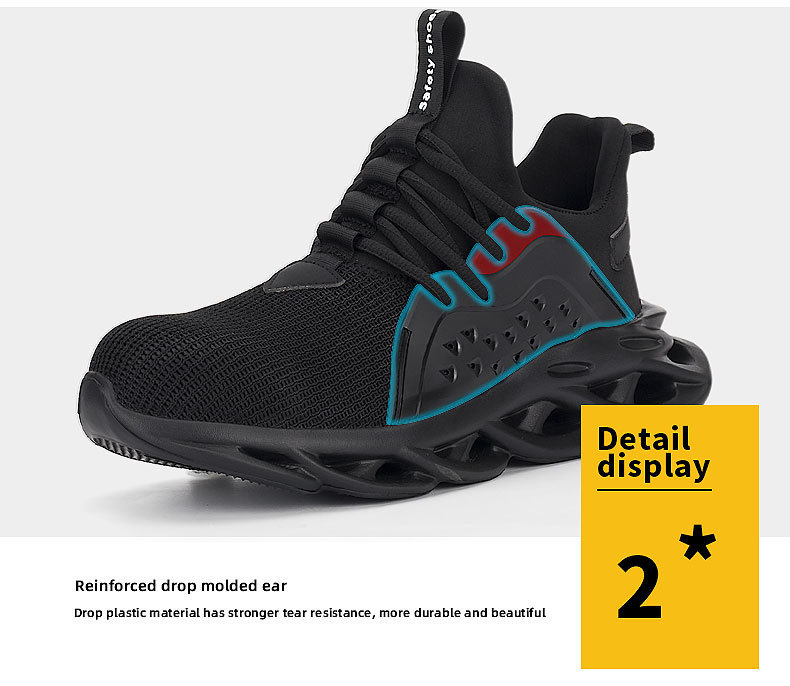 Safety shoe
Detail
display
2*
Reinforced drop molded ear
Drop plastic material has stronger tear resistance, more durable and beautiful